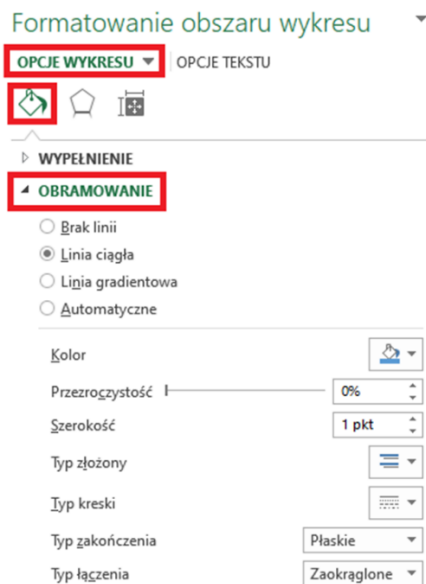 Formatowanie obszaru wykresu
OPCJE WYKRESU OPCJE TEKSTU
WYPEŁNIENIE
OBRAMOWANIE
Brak linii
Linia ciągła
Linia gradientowa
Automatyczne
Kolor
Przezroczystość 0%
Szerokość 1 pkt
Typ złożony
Typ kreski
Typ zakończenia Płaskie
Typ łączenia Zaokrąglone